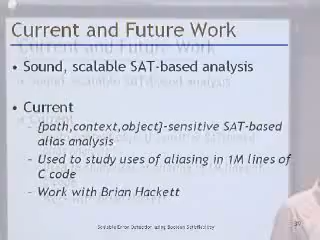 Current and Future Work
• Sound, scalable SAT-based analysis
• Current
– {path,context,object}-sensitive SAT-based
alias analysis
– Used to study uses of aliasing in 1M lines of
C code
– Work with Brian Hackett
Scalable Error Detection using Boolean Satisfiability